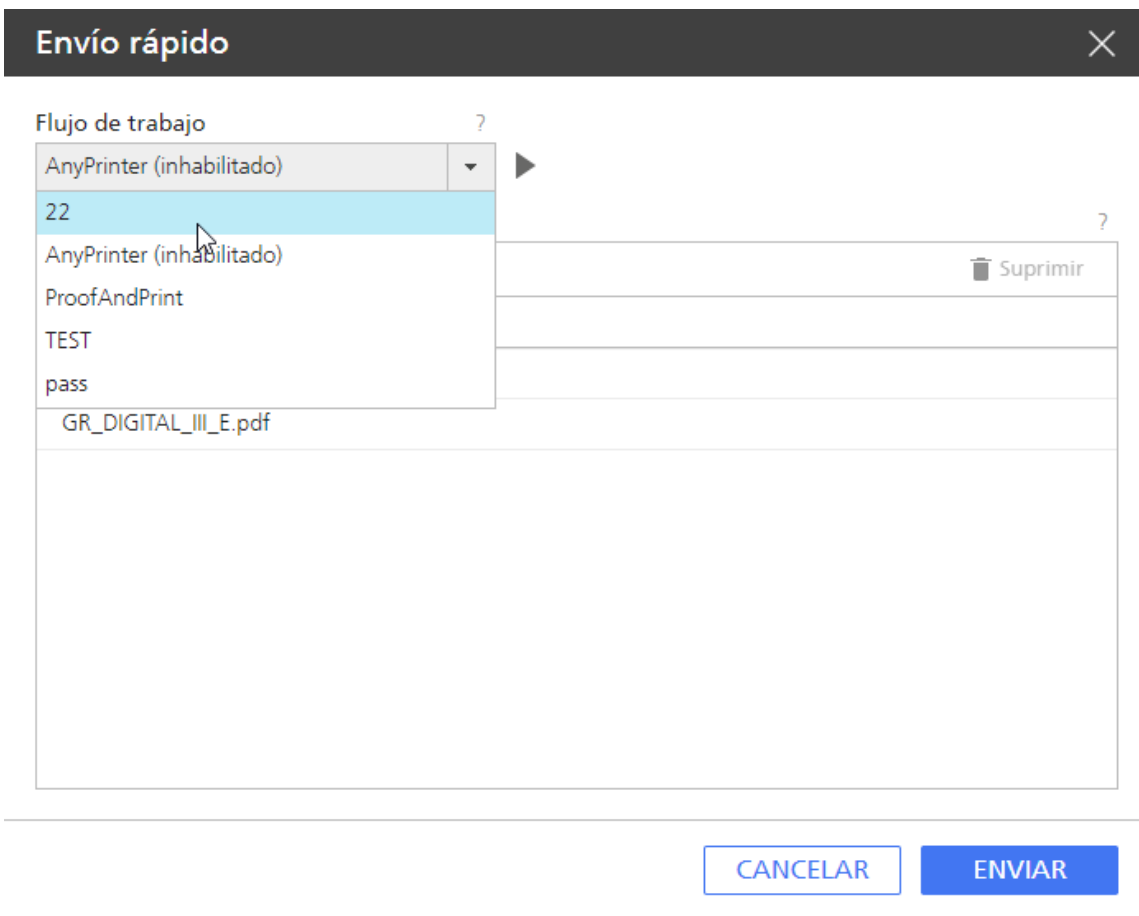 Envío rápido
Flujo de trabajo ?
AnyPrinter (inhabilitado)
22
?
AnyPrinter (inhabilitado)
Suprimir
ProofAndPrint
TEST
pass
GR_DIGITAL_III_E.pdf
CANCELAR ENVIAR